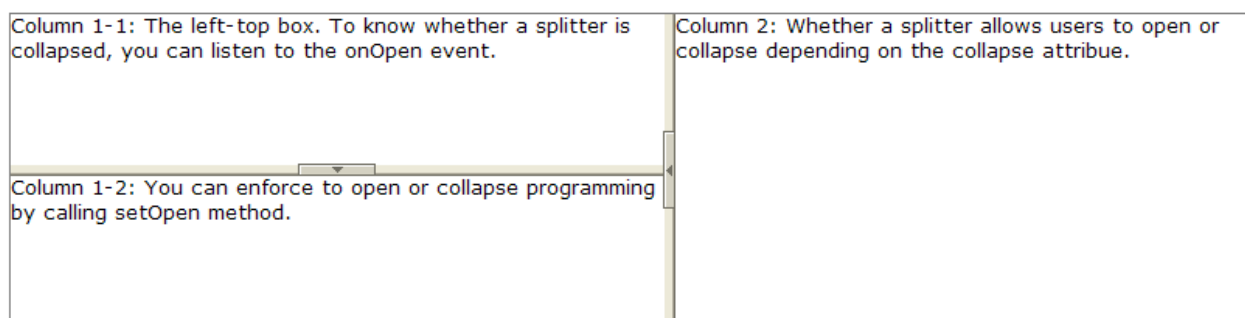 Column 1-1: The left-top box. To know whether a splitter is
collapsed, you can listen to the onOpen event.
Column 1-2: You can enforce to open or collapse programming
by calling setOpen method.
Column 2: Whether a splitter allows users to open or
collapse depending on the collapse attribue.